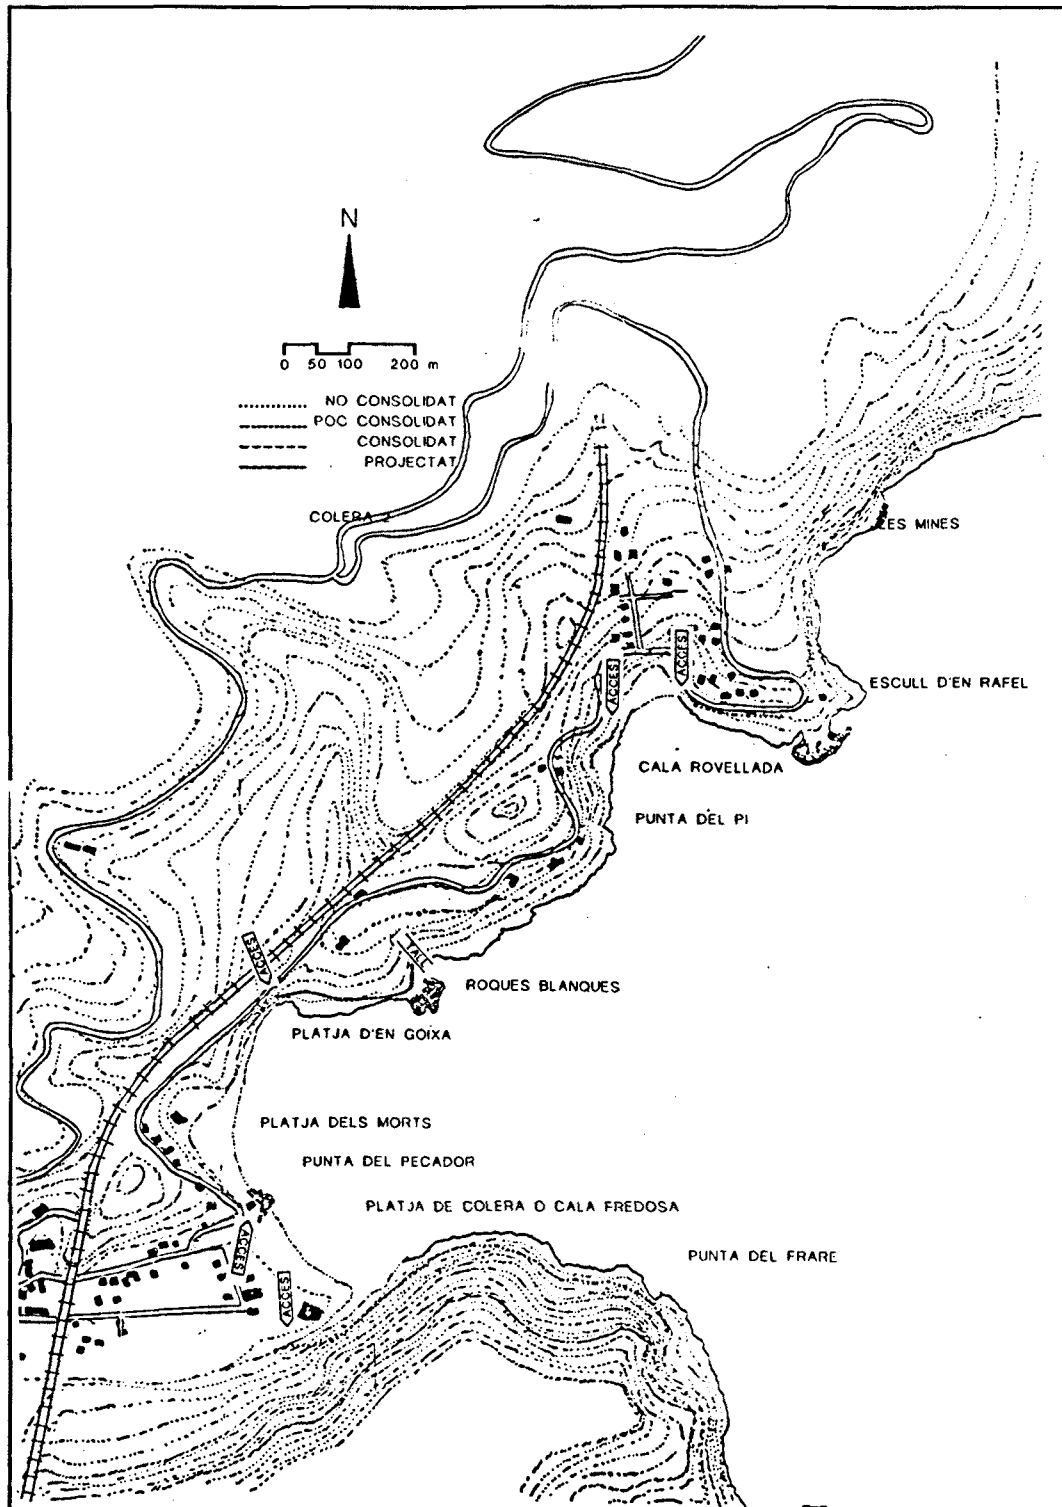 N
0 50 100 200 m
NO CONSOLIDAT
POC CONSOLIDAT
CONSOLIDAT
PROJECTAT
COLERA 2
LES MINES
ACCES
ACCES
ESCULL D'EN RAFEL
CALA ROVELLADA
PUNTA DEL PI
ACCES
TALL
ROQUES BLANQUES
PLATJA D'EN GOIXA
PLATJA DELS MORTS
PUNTA DEL PECADOR
PLATJA DE COLERA O CALA FREDOSA
ACCES
PUNTA DEL FRARE
ACCES